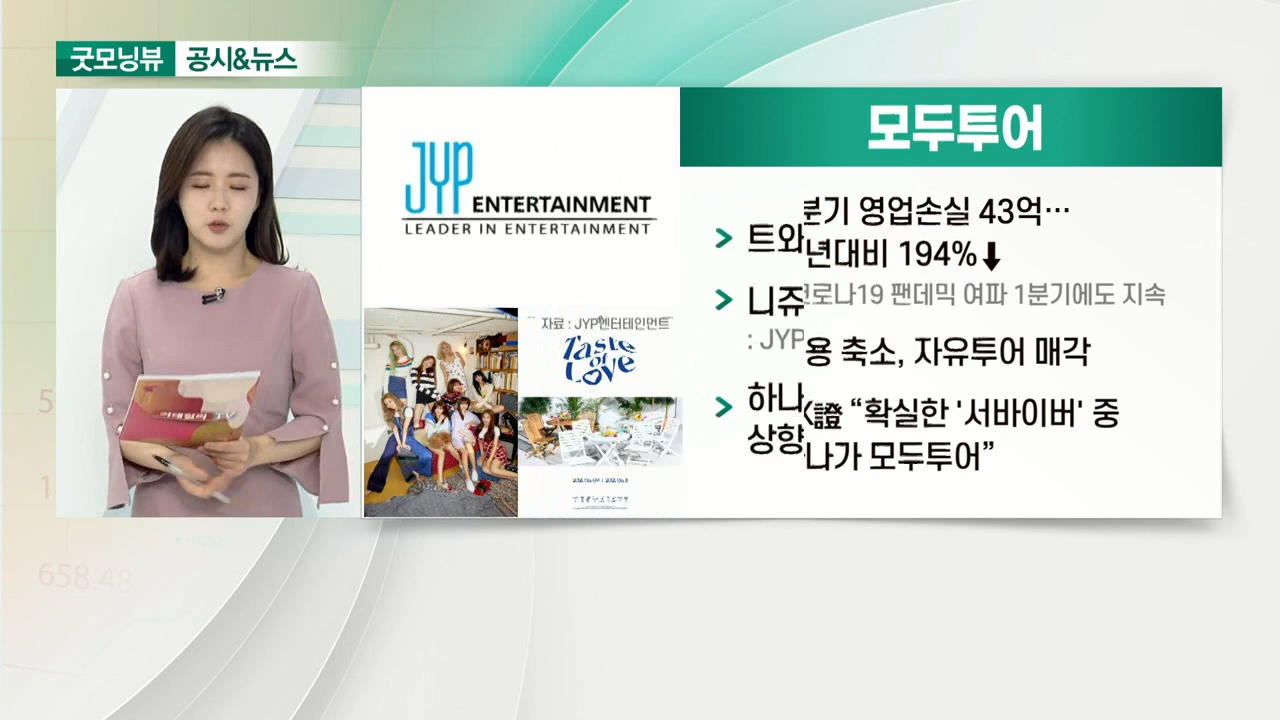 굿모닝뷰 공시&뉴스
JYP ENTERTAINMENT
LEADER IN ENTERTAINMENT
자료 : JYP엔터테인먼트
Taste
of
Love
이데일리 TV
모두투어
분기 영업손실 43억…
트와
년대비 194%↓
니쥬
코로나19 팬데믹 여파 1분기에도 지속
: JYP
용 축소, 자유투어 매각
하나
證 “확실한 '서바이버' 중
상향
나가 모두투어”
658.48